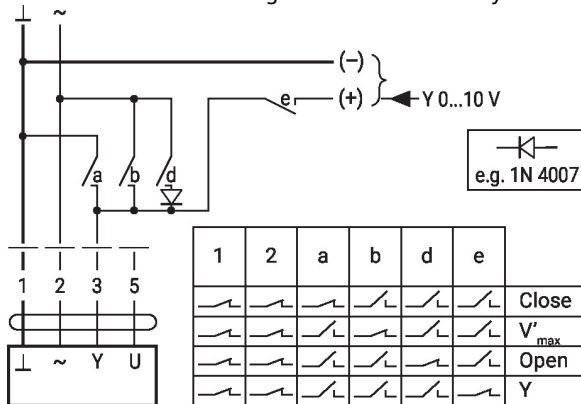 ⊥ ~
(–)
e (+) Y 0...10 V
a b d
e.g. 1N 4007
1 2 3 5
⊥ ~ Y U
1 2 a b d e
Close
V'max
Open
Y